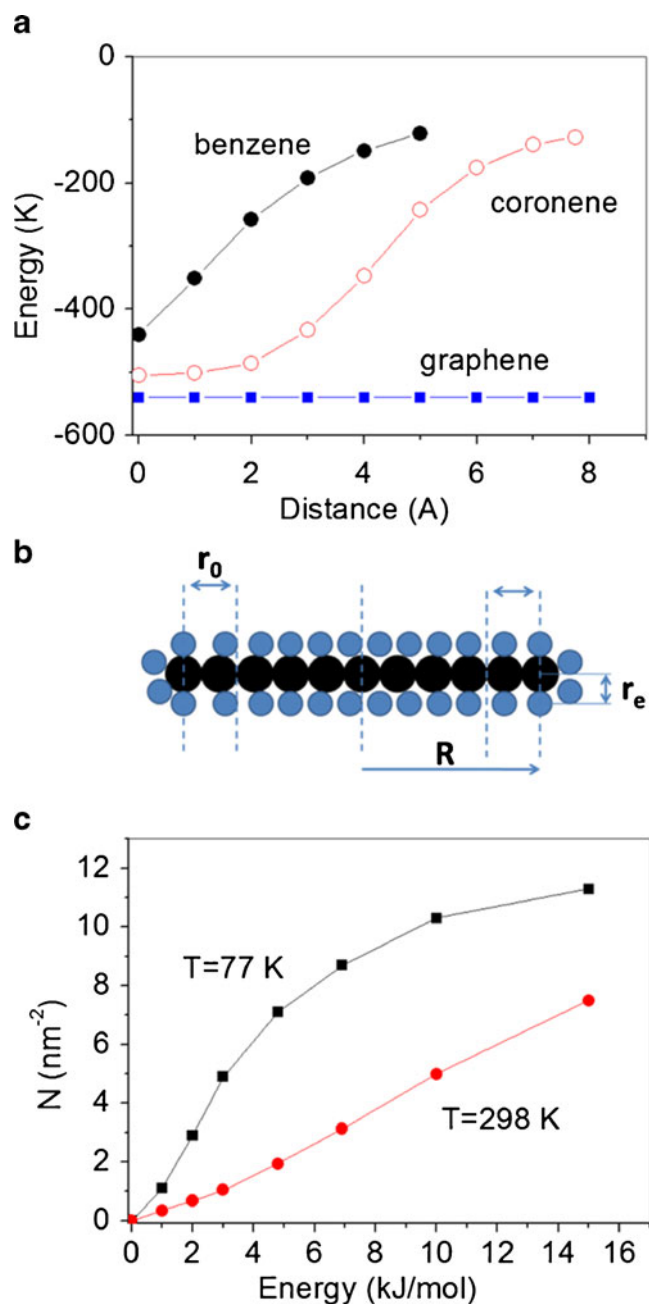 a
0
-200
-400
-600
Energy (K)
benzene
coronene
graphene
0 2 4 6 8
Distance (A)
b
r0
re
R
c
12
10
8
6
4
2
0
N (nm-2)
T=77 K
T=298 K
0 2 4 6 8 10 12 14 16
Energy (kJ/mol)